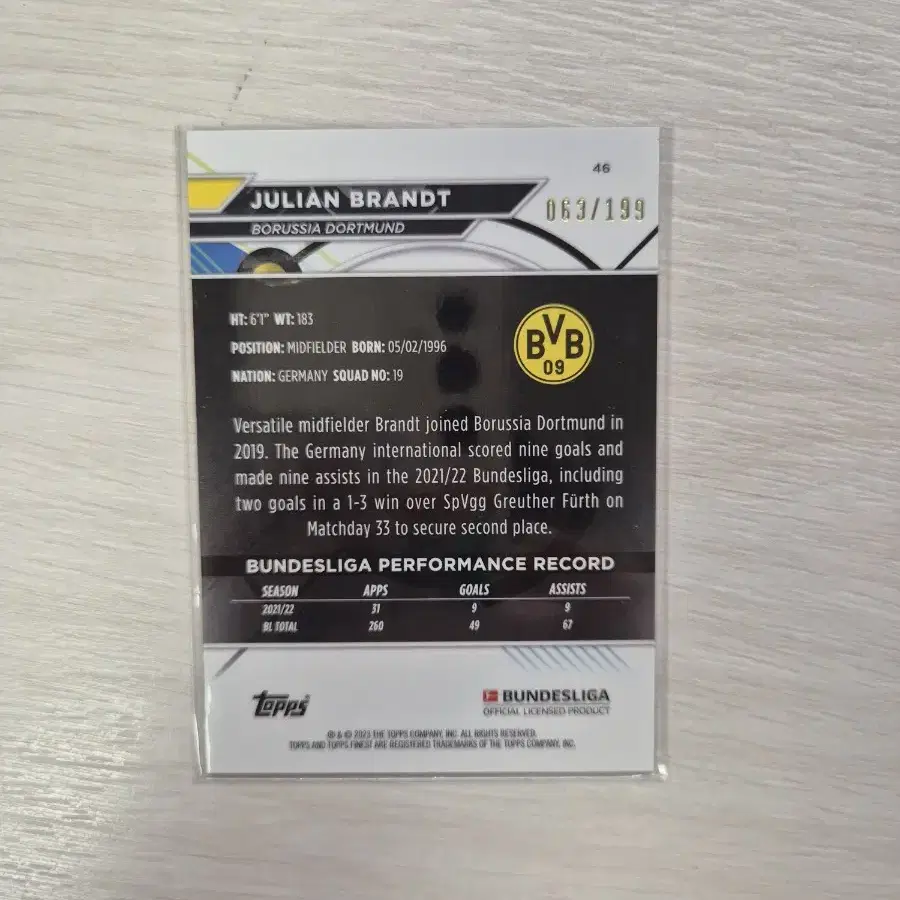 46
JULIAN BRANDT
063/199
BORUSSIA DORTMUND
HT: 6'1" WT: 183
POSITION: MIDFIELDER BORN: 05/02/1996
NATION: GERMANY SQUAD NO: 19
BVB
09
Versatile midfielder Brandt joined Borussia Dortmund in
2019. The Germany international scored nine goals and
made nine assists in the 2021/22 Bundesliga, including
two goals in a 1-3 win over SpVgg Greuther Fürth on
Matchday 33 to secure second place.
BUNDESLIGA PERFORMANCE RECORD
SEASON APPS GOALS ASSISTS
2021/22 31 9 9
BL TOTAL 260 49 67
Topps
BUNDESLIGA
OFFICIAL LICENSED PRODUCT
® & © 2023 THE TOPPS COMPANY, INC. ALL RIGHTS RESERVED.
TOPPS AND TOPPS FINEST ARE REGISTERED TRADEMARKS OF THE TOPPS COMPANY, INC.